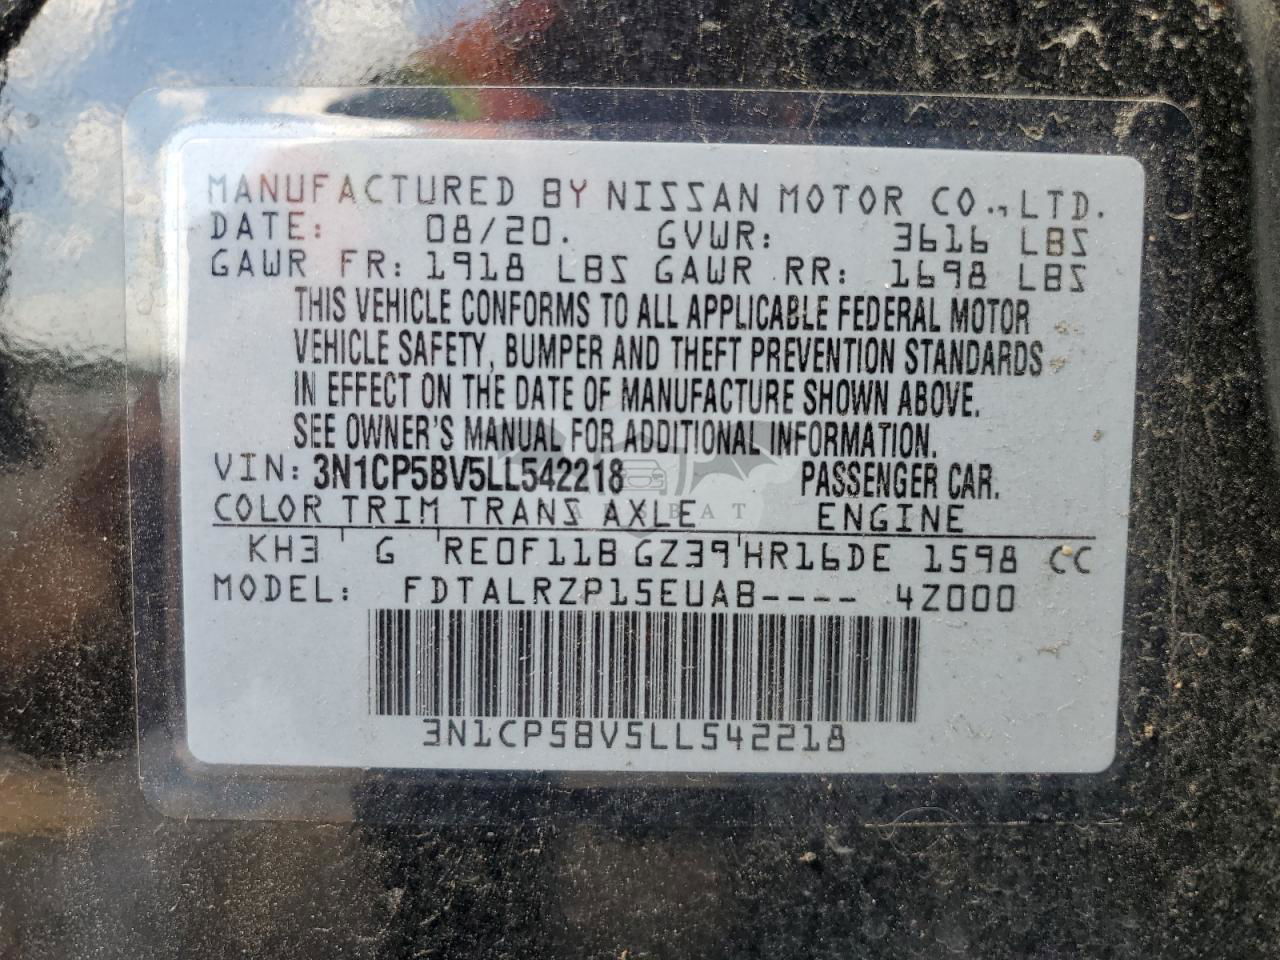 MANUFACTURED BY NISSAN MOTOR CO., LTD.
DATE: 08/20. GVWR: 3616 LBS
GAWR FR: 1918 LBS GAWR RR: 1698 LBS
THIS VEHICLE CONFORMS TO ALL APPLICABLE FEDERAL MOTOR
VEHICLE SAFETY, BUMPER AND THEFT PREVENTION STANDARDS
IN EFFECT ON THE DATE OF MANUFACTURE SHOWN ABOVE.
SEE OWNER'S MANUAL FOR ADDITIONAL INFORMATION.
VIN: 3N1CP5BV5LL542218 PASSENGER CAR.
COLOR TRIM TRANS AXLE ENGINE
KH3 ' G ' RE0F11B GZ39 ' HR16DE 1598 CC
MODEL: FDTALRZP15EUAB---- 4Z000
3N1CP5BV5LL542218